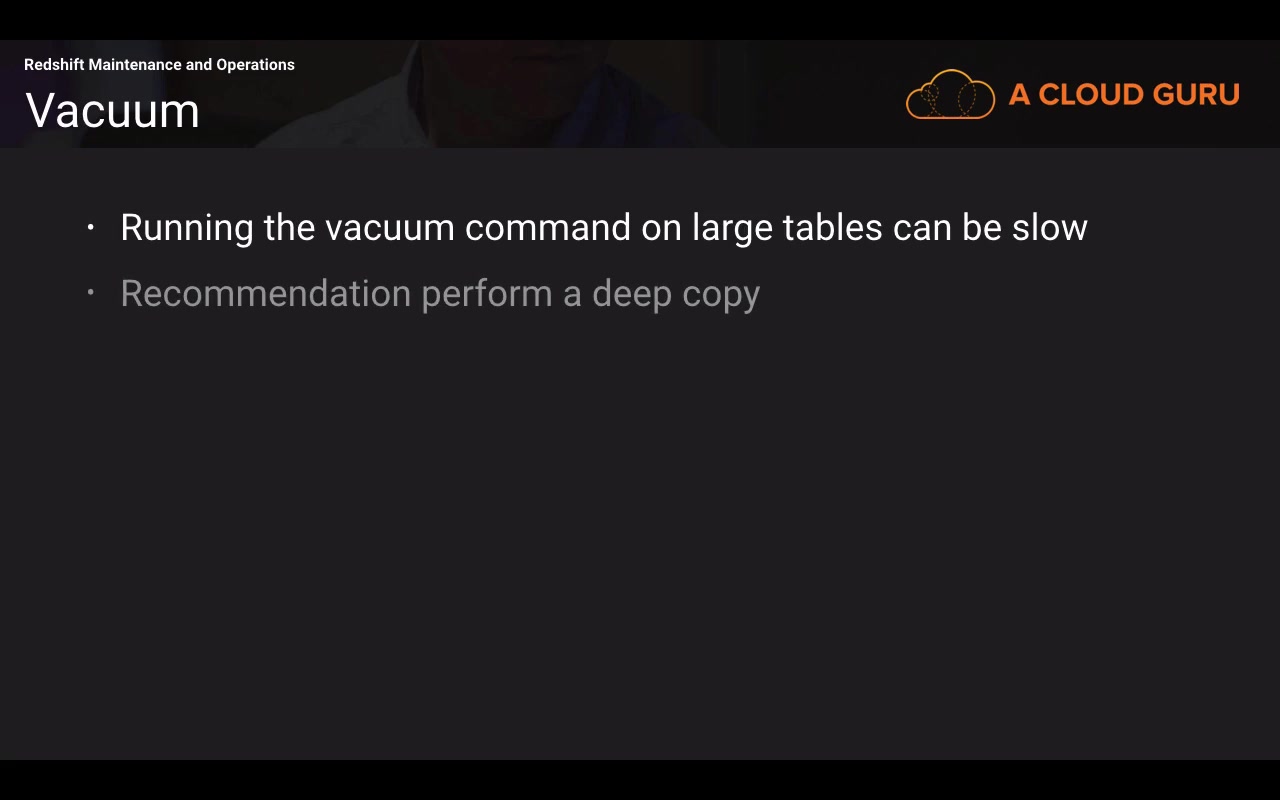 Redshift Maintenance and Operations
Vacuum
A CLOUD GURU
· Running the vacuum command on large tables can be slow
· Recommendation perform a deep copy